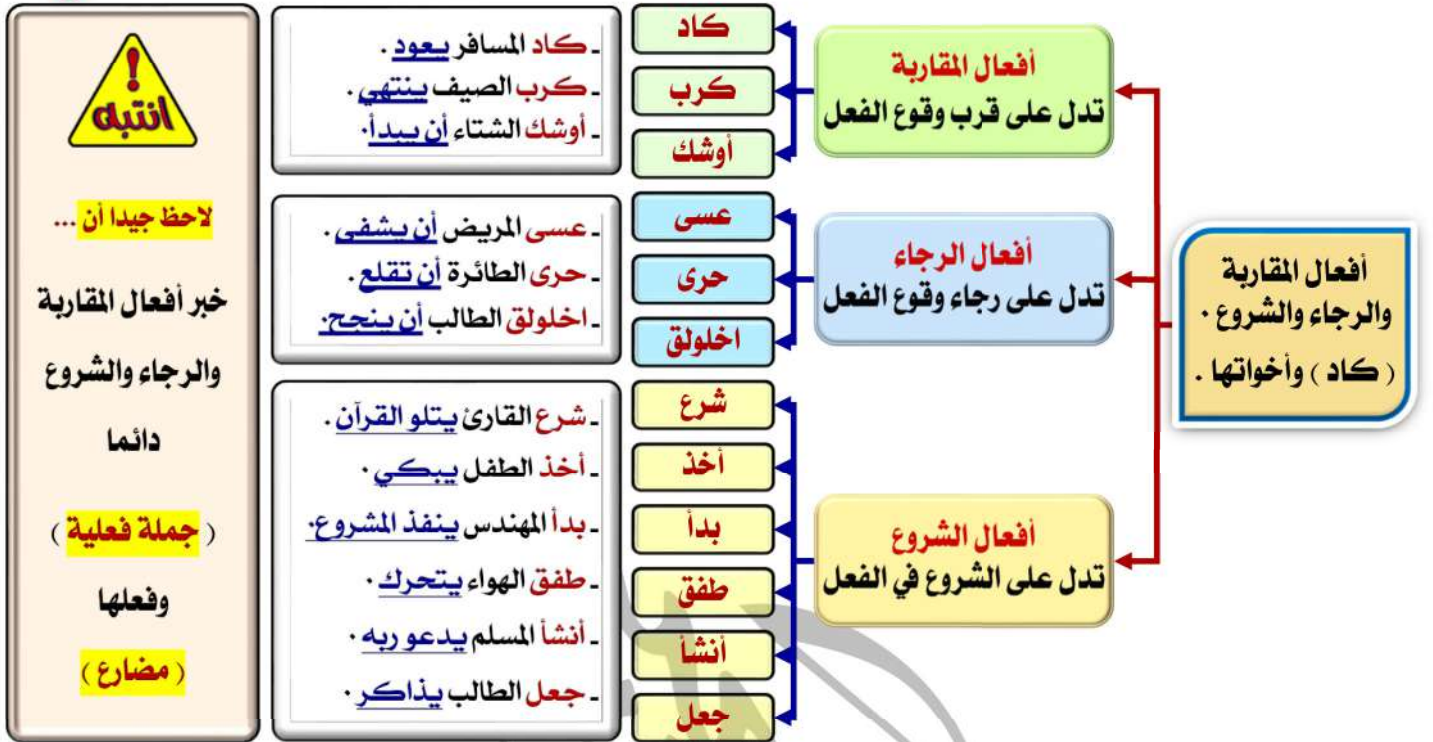 أفعال المقاربة
والرجاء والشروع .
( كاد ) وأخواتها .
أفعال المقاربة
تدل على قرب وقوع الفعل
كاد
كرب
أوشك
ـ كاد المسافر يعود .
ـ كرب الصيف ينتهي .
ـ أوشك الشتاء أن يبدأ.
أفعال الرجاء
تدل على رجاء وقوع الفعل
عسى
حرى
اخلولق
ـ عسى المريض أن يشفى .
ـ حرى الطائرة أن تقلع .
ـ اخلولق الطالب أن ينجح.
أفعال الشروع
تدل على الشروع في الفعل
شرع
أخذ
بدأ
طفق
أنشأ
جعل
ـ شرع القارئ يتلو القرآن .
ـ أخذ الطفل يبكي .
ـ بدأ المهندس ينفذ المشروع.
ـ طفق الهواء يتحرك .
ـ أنشأ المسلم يدعو ربه .
ـ جعل الطالب يذاكر .
انتبه
لاحظ جيدا أن ...
خبر أفعال المقاربة
والرجاء والشروع
دائما
( جملة فعلية )
وفعلها
( مضارع )